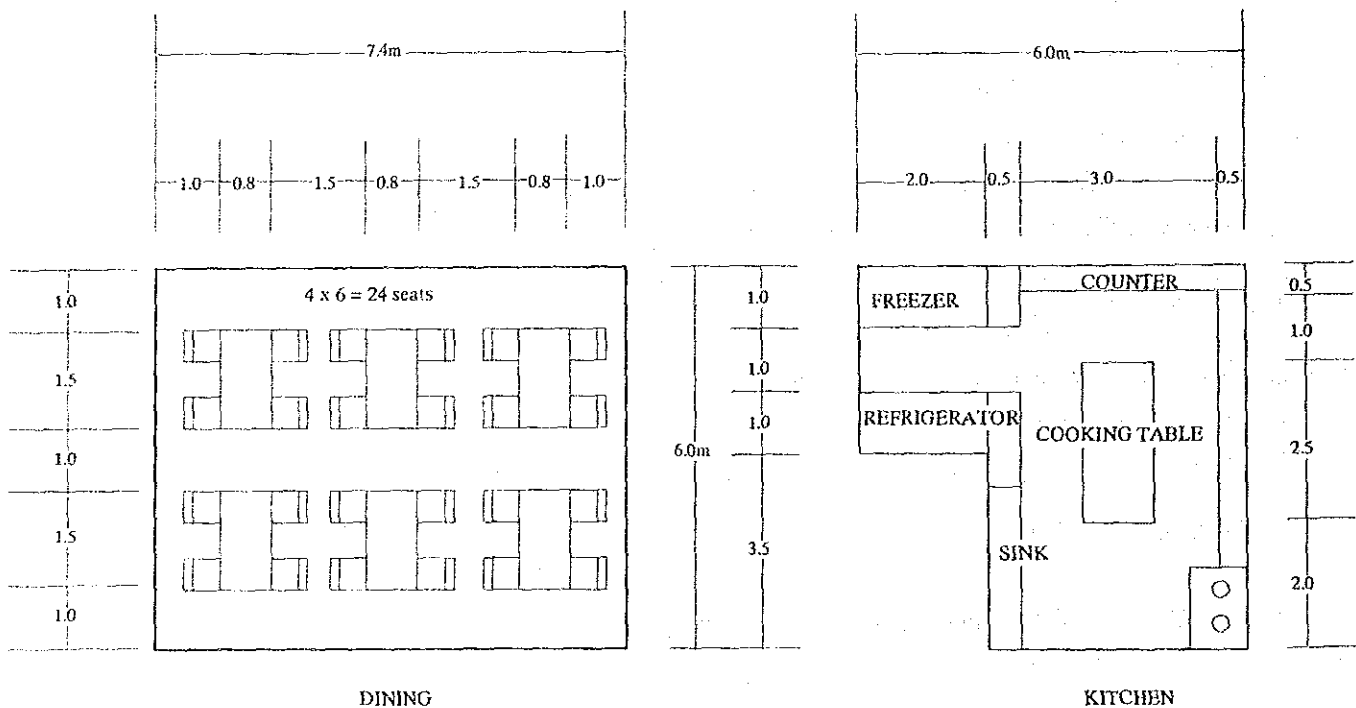 7.4m
6.0m
1.0 0.8 1.5 0.8 1.5 0.8 1.0
2.0 0.5 3.0 0.5
4 x 6 = 24 seats
1.0
1.5
1.0
1.5
1.0
6.0m
1.0
1.0
1.0
3.5
FREEZER
COUNTER
REFRIGERATOR
COOKING TABLE
SINK
0.5
1.0
2.5
2.0
DINING
KITCHEN